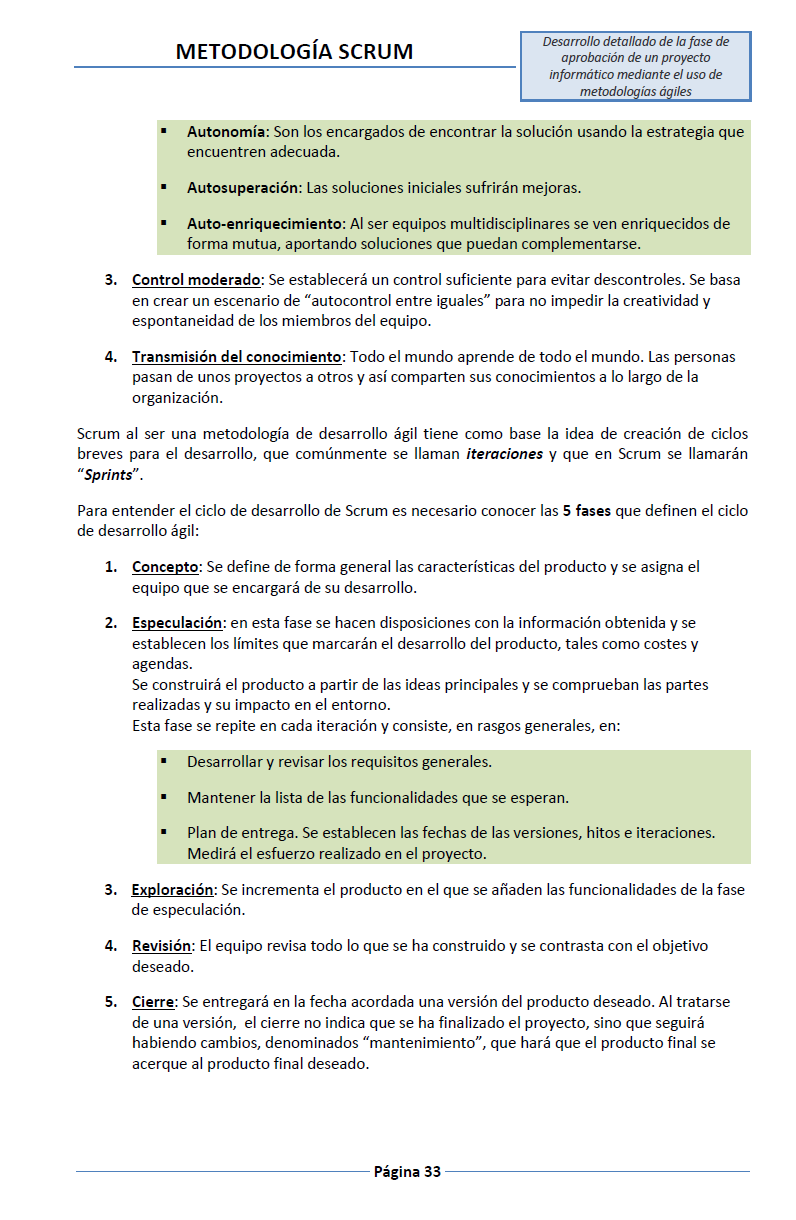 METODOLOGÍA SCRUM
Desarrollo detallado de la fase de
aprobación de un proyecto
informático mediante el uso de
metodologías ágiles
▪ Autonomía: Son los encargados de encontrar la solución usando la estrategia que
encuentren adecuada.
▪ Autosuperación: Las soluciones iniciales sufrirán mejoras.
▪ Auto-enriquecimiento: Al ser equipos multidisciplinares se ven enriquecidos de
forma mutua, aportando soluciones que puedan complementarse.
3. Control moderado: Se establecerá un control suficiente para evitar descontroles. Se basa
en crear un escenario de “autocontrol entre iguales” para no impedir la creatividad y
espontaneidad de los miembros del equipo.
4. Transmisión del conocimiento: Todo el mundo aprende de todo el mundo. Las personas
pasan de unos proyectos a otros y así comparten sus conocimientos a lo largo de la
organización.
Scrum al ser una metodología de desarrollo ágil tiene como base la idea de creación de ciclos
breves para el desarrollo, que comúnmente se llaman iteraciones y que en Scrum se llamarán
“Sprints”.
Para entender el ciclo de desarrollo de Scrum es necesario conocer las 5 fases que definen el ciclo
de desarrollo ágil:
1. Concepto: Se define de forma general las características del producto y se asigna el
equipo que se encargará de su desarrollo.
2. Especulación: en esta fase se hacen disposiciones con la información obtenida y se
establecen los límites que marcarán el desarrollo del producto, tales como costes y
agendas.
Se construirá el producto a partir de las ideas principales y se comprueban las partes
realizadas y su impacto en el entorno.
Esta fase se repite en cada iteración y consiste, en rasgos generales, en:
▪ Desarrollar y revisar los requisitos generales.
▪ Mantener la lista de las funcionalidades que se esperan.
▪ Plan de entrega. Se establecen las fechas de las versiones, hitos e iteraciones.
Medirá el esfuerzo realizado en el proyecto.
3. Exploración: Se incrementa el producto en el que se añaden las funcionalidades de la fase
de especulación.
4. Revisión: El equipo revisa todo lo que se ha construido y se contrasta con el objetivo
deseado.
5. Cierre: Se entregará en la fecha acordada una versión del producto deseado. Al tratarse
de una versión, el cierre no indica que se ha finalizado el proyecto, sino que seguirá
habiendo cambios, denominados “mantenimiento”, que hará que el producto final se
acerque al producto final deseado.
Página 33